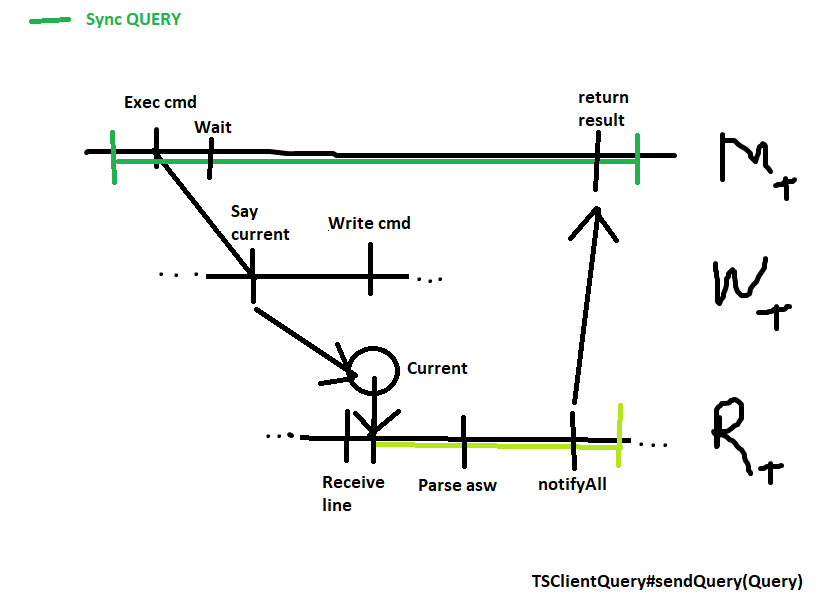 Sync QUERY
Exec cmd
Wait
return
result
M_T
Say
current
Write cmd
W_T
Current
R_T
Receive
line
Parse asw
notifyAll
TSClientQuery#sendQuery(Query)